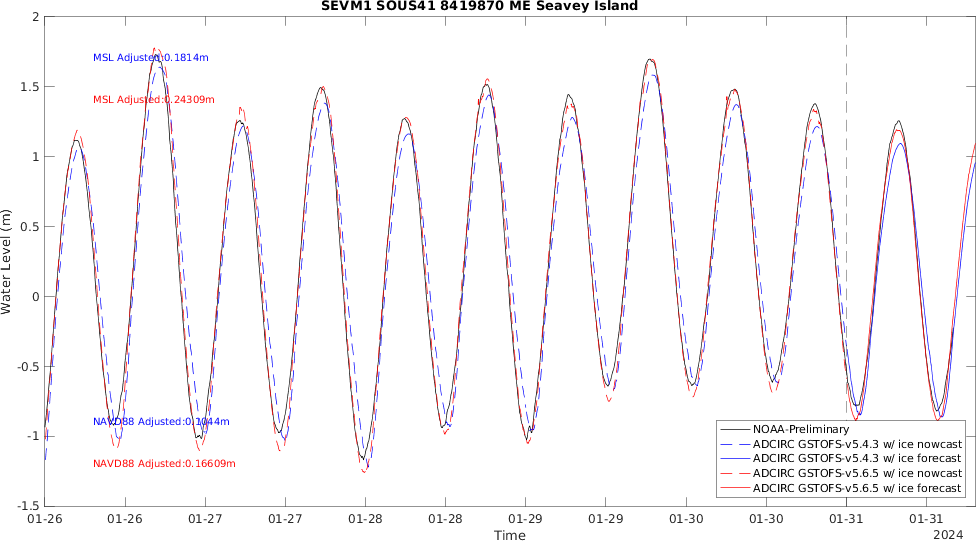 SEVM1 SOUS41 8419870 ME Seavey Island
2
1.5
1
0.5
0
-0.5
-1
-1.5
Water Level (m)
MSL Adjusted:0.1814m
MSL Adjusted:0.24309m
NAVD88 Adjusted:0.1044m
NAVD88 Adjusted:0.16609m
NOAA-Preliminary
ADCIRC GSTOFS-v5.4.3 w/ ice nowcast
ADCIRC GSTOFS-v5.4.3 w/ ice forecast
ADCIRC GSTOFS-v5.6.5 w/ ice nowcast
ADCIRC GSTOFS-v5.6.5 w/ ice forecast
01-26 01-26 01-27 01-27 01-28 01-28 01-29 01-29 01-30 01-30 01-31 01-31
Time
2024